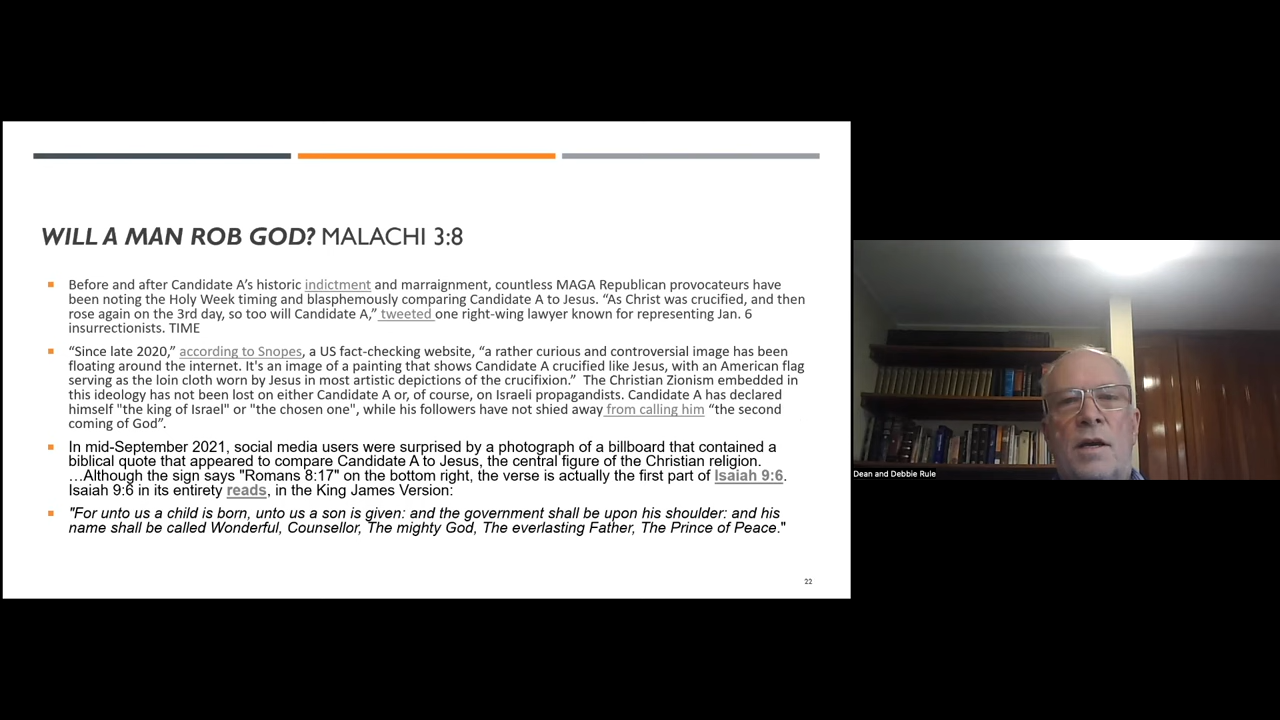 WILL A MAN ROB GOD? MALACHI 3:8
Before and after Candidate A’s historic indictment and marraignment, countless MAGA Republican provocateurs have
been noting the Holy Week timing and blasphemously comparing Candidate A to Jesus. “As Christ was crucified, and then
rose again on the 3rd day, so too will Candidate A,” tweeted one right-wing lawyer known for representing Jan. 6
insurrectionists. TIME
“Since late 2020,” according to Snopes, a US fact-checking website, “a rather curious and controversial image has been
floating around the internet. It's an image of a painting that shows Candidate A crucified like Jesus, with an American flag
serving as the loin cloth worn by Jesus in most artistic depictions of the crucifixion.” The Christian Zionism embedded in
this ideology has not been lost on either Candidate A or, of course, on Israeli propagandists. Candidate A has declared
himself "the king of Israel" or "the chosen one", while his followers have not shied away from calling him “the second
coming of God”.
In mid-September 2021, social media users were surprised by a photograph of a billboard that contained a
biblical quote that appeared to compare Candidate A to Jesus, the central figure of the Christian religion.
…Although the sign says "Romans 8:17" on the bottom right, the verse is actually the first part of Isaiah 9:6.
Isaiah 9:6 in its entirety reads, in the King James Version:
"For unto us a child is born, unto us a son is given: and the government shall be upon his shoulder: and his
name shall be called Wonderful, Counsellor, The mighty God, The everlasting Father, The Prince of Peace."
22
Dean and Debbie Rule